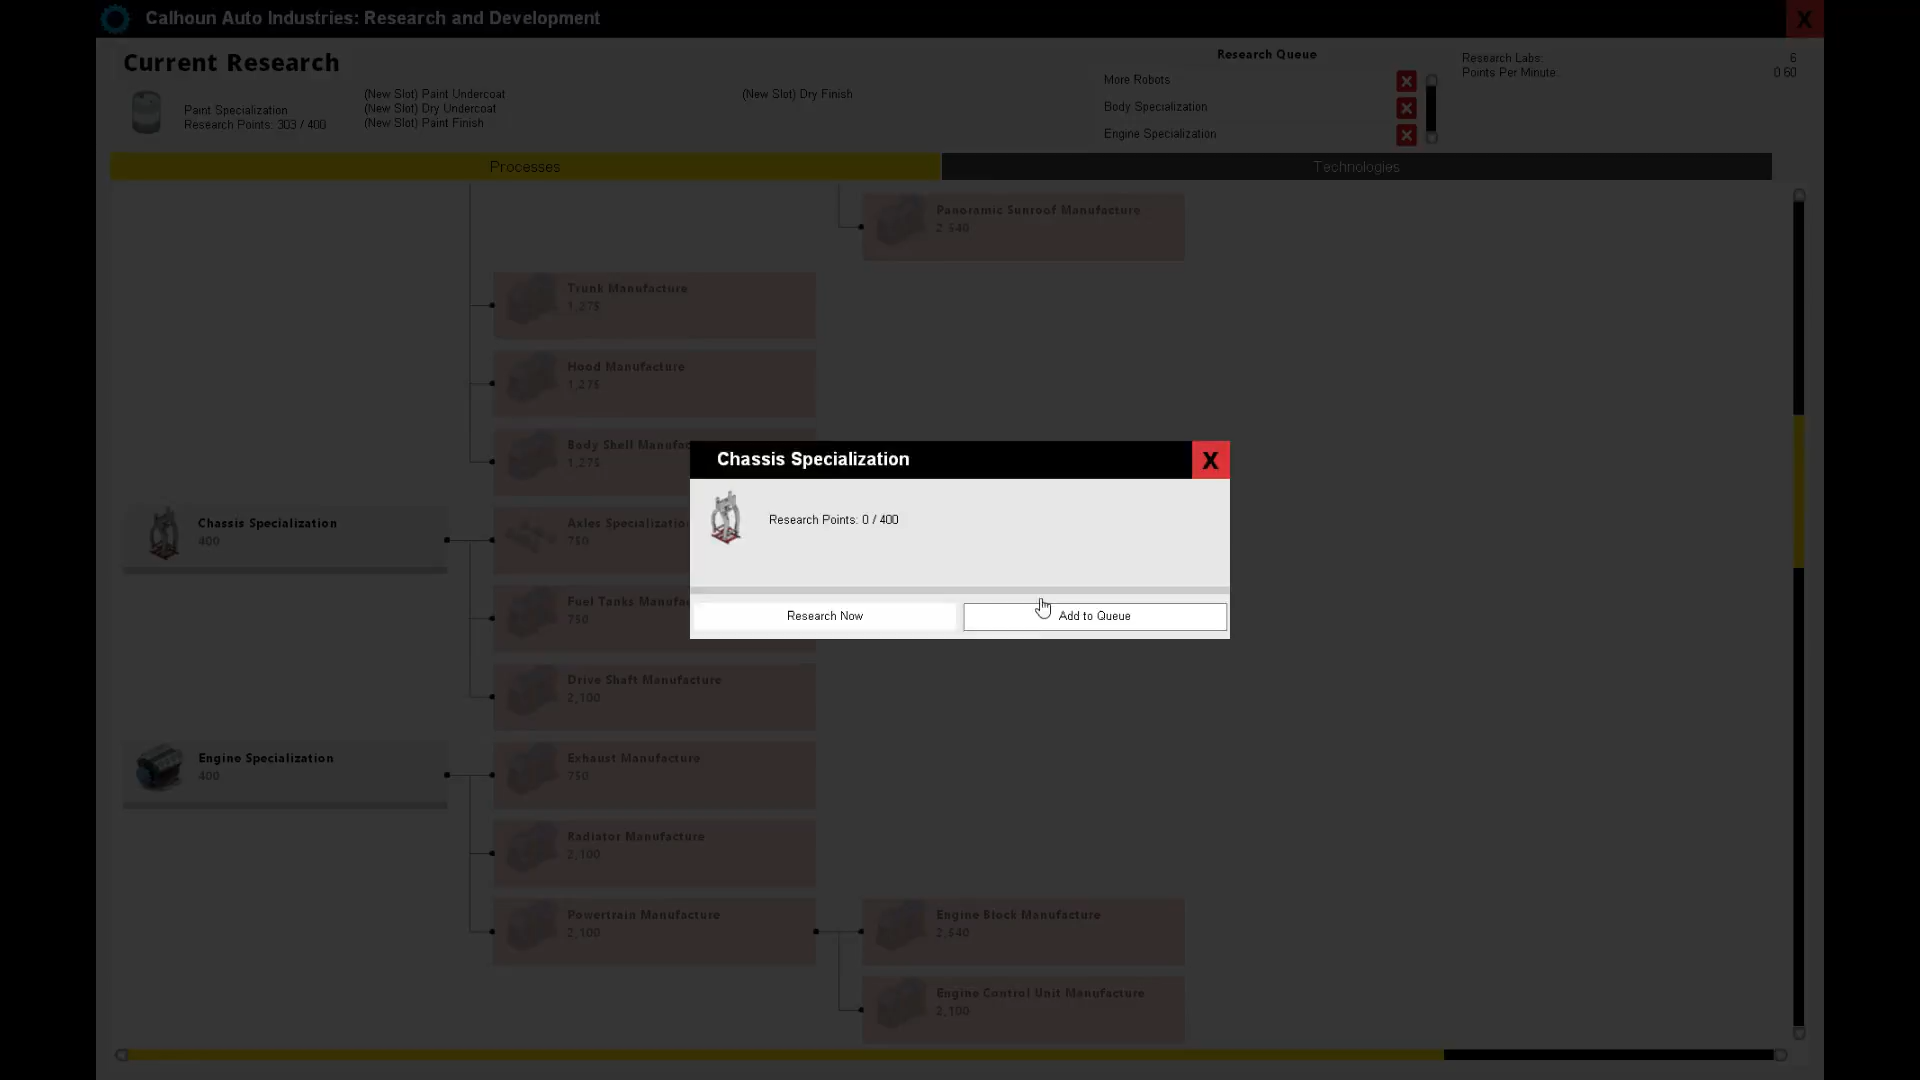 Calhoun Auto Industries: Research and Development
X
Current Research
Paint Specialization
Research Points: 303 / 400
(New Slot) Paint Undercoat
(New Slot) Dry Undercoat
(New Slot) Paint Finish
(New Slot) Dry Finish
Research Queue
More Robots
Body Specialization
Engine Specialization
Research Labs: 6
Points Per Minute: 0.60
Processes
Technologies
Panoramic Sunroof Manufacture
2,540
Trunk Manufacture
1,275
Hood Manufacture
1,275
Body Shell Manufac
1,275
Chassis Specialization
X
Research Points: 0 / 400
Research Now
Add to Queue
Chassis Specialization
400
Axles Specialization
750
Fuel Tanks Manufac
750
Drive Shaft Manufacture
2,100
Engine Specialization
400
Exhaust Manufacture
750
Radiator Manufacture
2,100
Powertrain Manufacture
2,100
Engine Block Manufacture
2,540
Engine Control Unit Manufacture
2,100